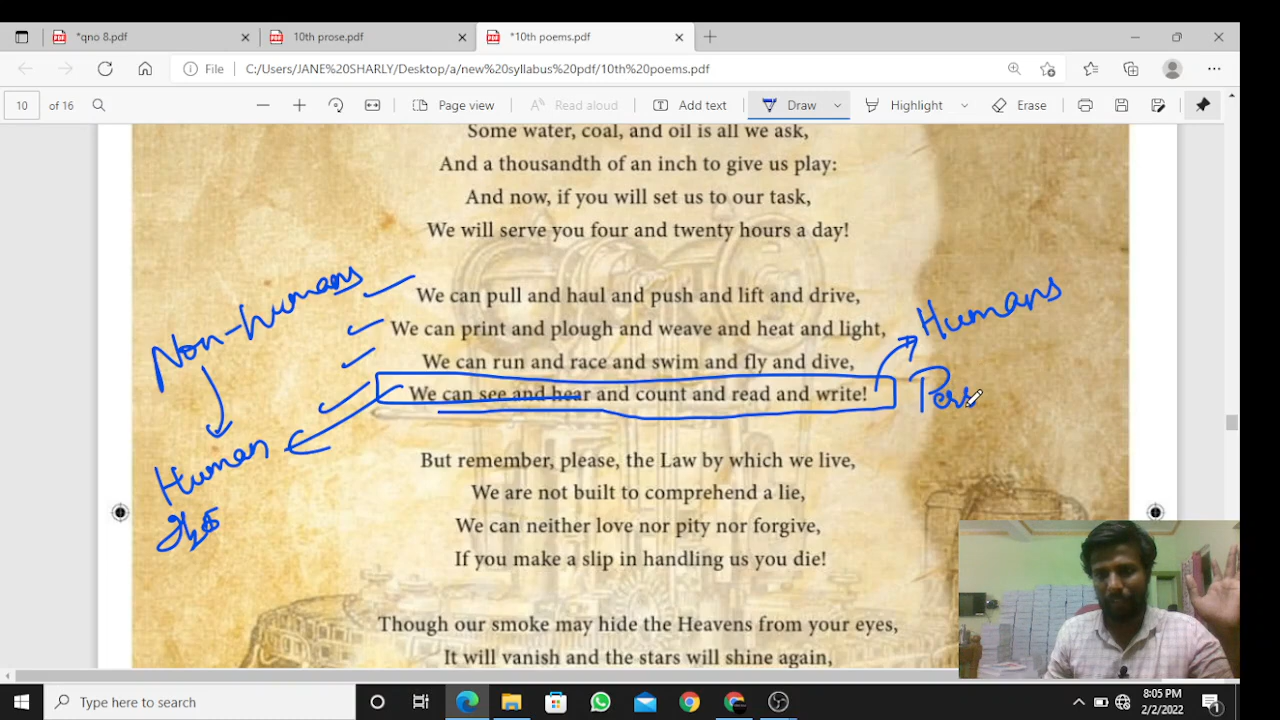 *qno 8.pdf
10th prose.pdf
*10th poems.pdf
File
C:/Users/JANE%20SHARLY/Desktop/a/new%20syllabus%20pdf/10th%20poems.pdf
10 of 16
Page view
Read aloud
Add text
Draw
Highlight
Erase
Some water, coal, and oil is all we ask,
And a thousandth of an inch to give us play:
And now, if you will set us to our task,
We will serve you four and twenty hours a day!
Non-humans
We can pull and haul and push and lift and drive,
We can print and plough and weave and heat and light,
Humans
We can run and race and swim and fly and dive,
We can see and hear and count and read and write!
Pers
Human
But remember, please, the Law by which we live,
We are not built to comprehend a lie,
We can neither love nor pity nor forgive,
If you make a slip in handling us you die!
Though our smoke may hide the Heavens from your eyes,
It will vanish and the stars will shine again,
Type here to search
8:05 PM
2/2/2022
1